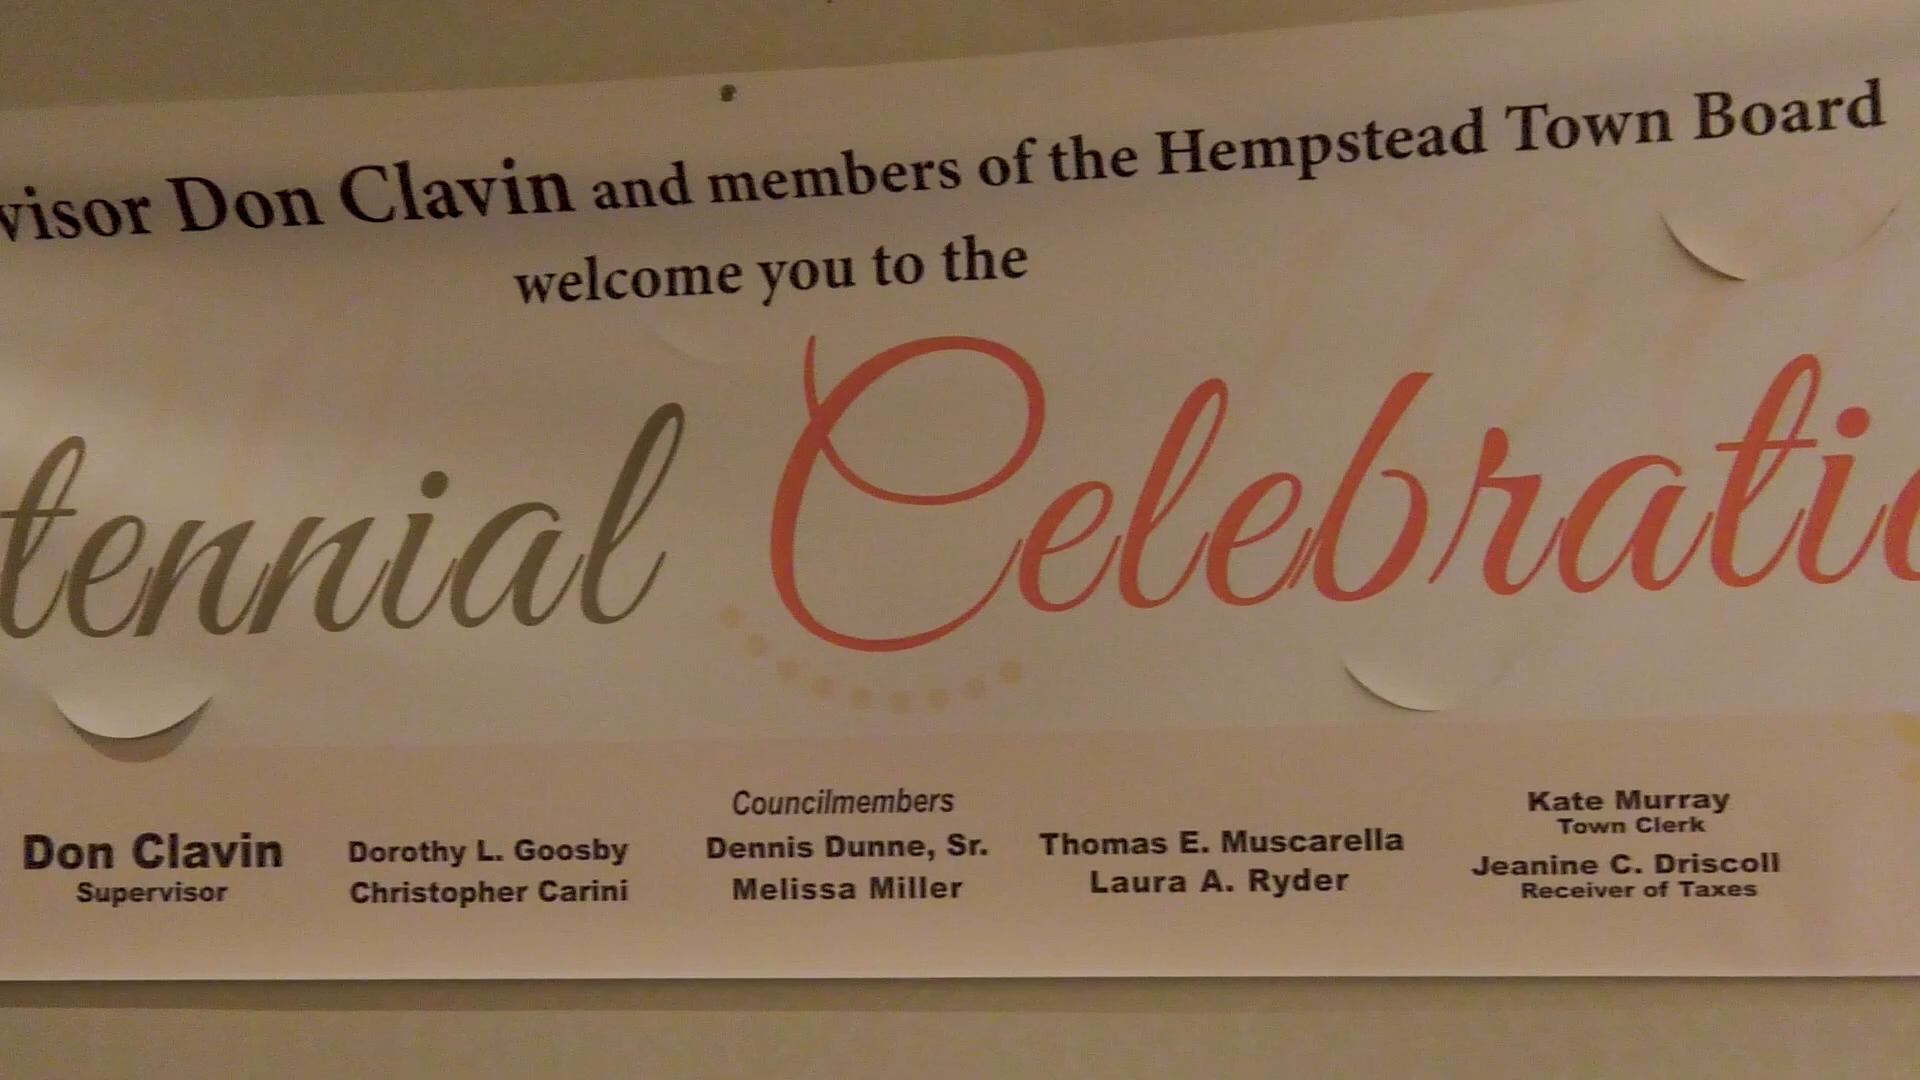 visor Don Clavin and members of the Hempstead Town Board
welcome you to the
tennial Celebratio
Don Clavin
Supervisor
Councilmembers
Dorothy L. Goosby
Christopher Carini
Dennis Dunne, Sr.
Melissa Miller
Thomas E. Muscarella
Laura A. Ryder
Kate Murray
Town Clerk
Jeanine C. Driscoll
Receiver of Taxes